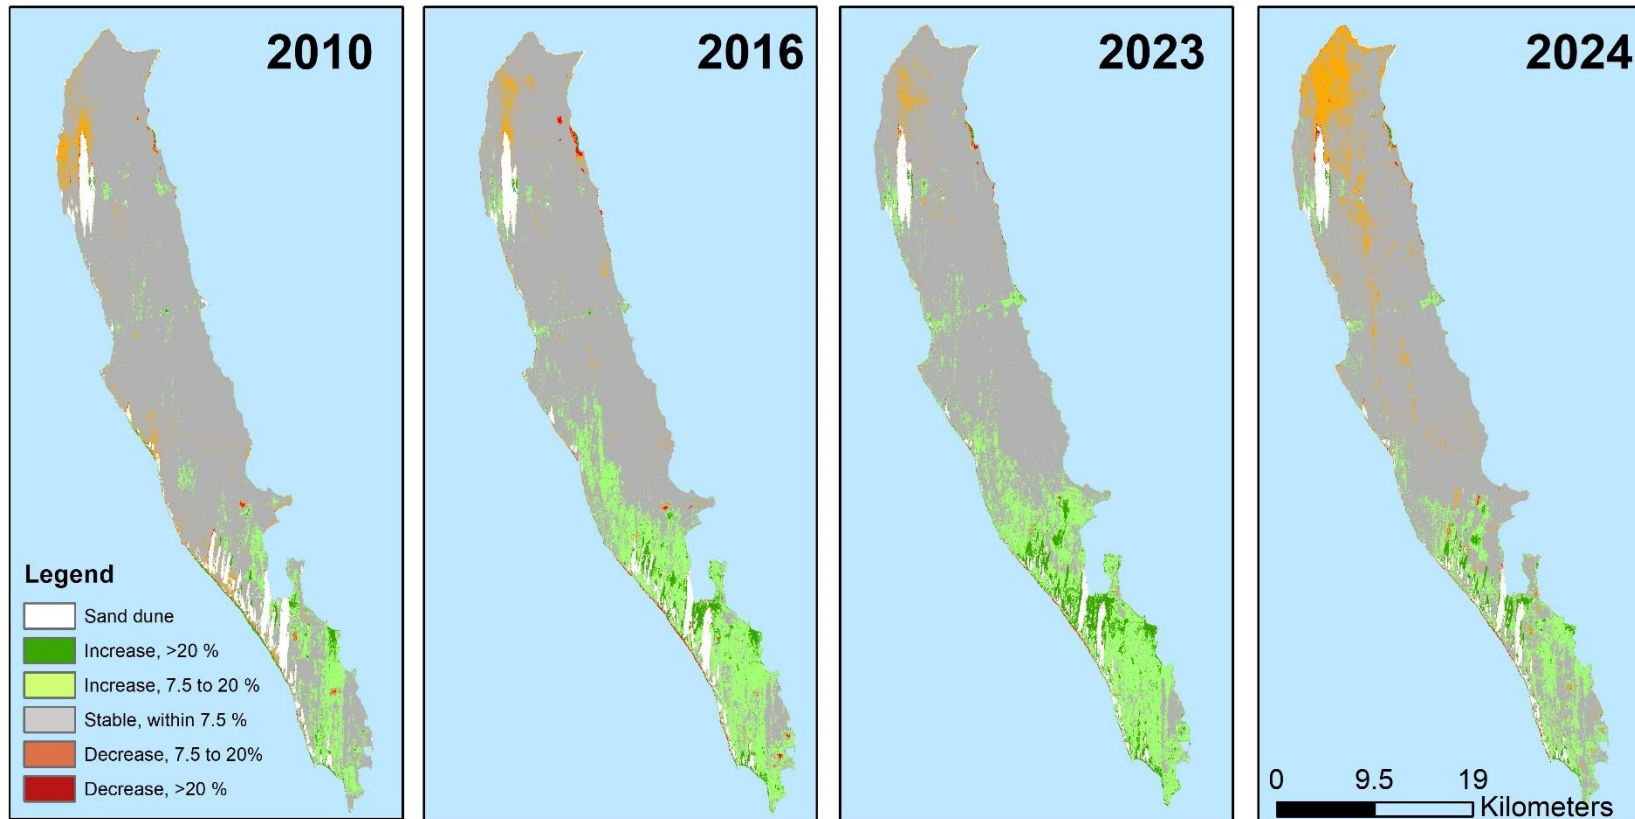 2010
2016
2023
2024
Legend
Sand dune
Increase, >20 %
Increase, 7.5 to 20 %
Stable, within 7.5 %
Decrease, 7.5 to 20%
Decrease, >20 %
0 9.5 19
Kilometers